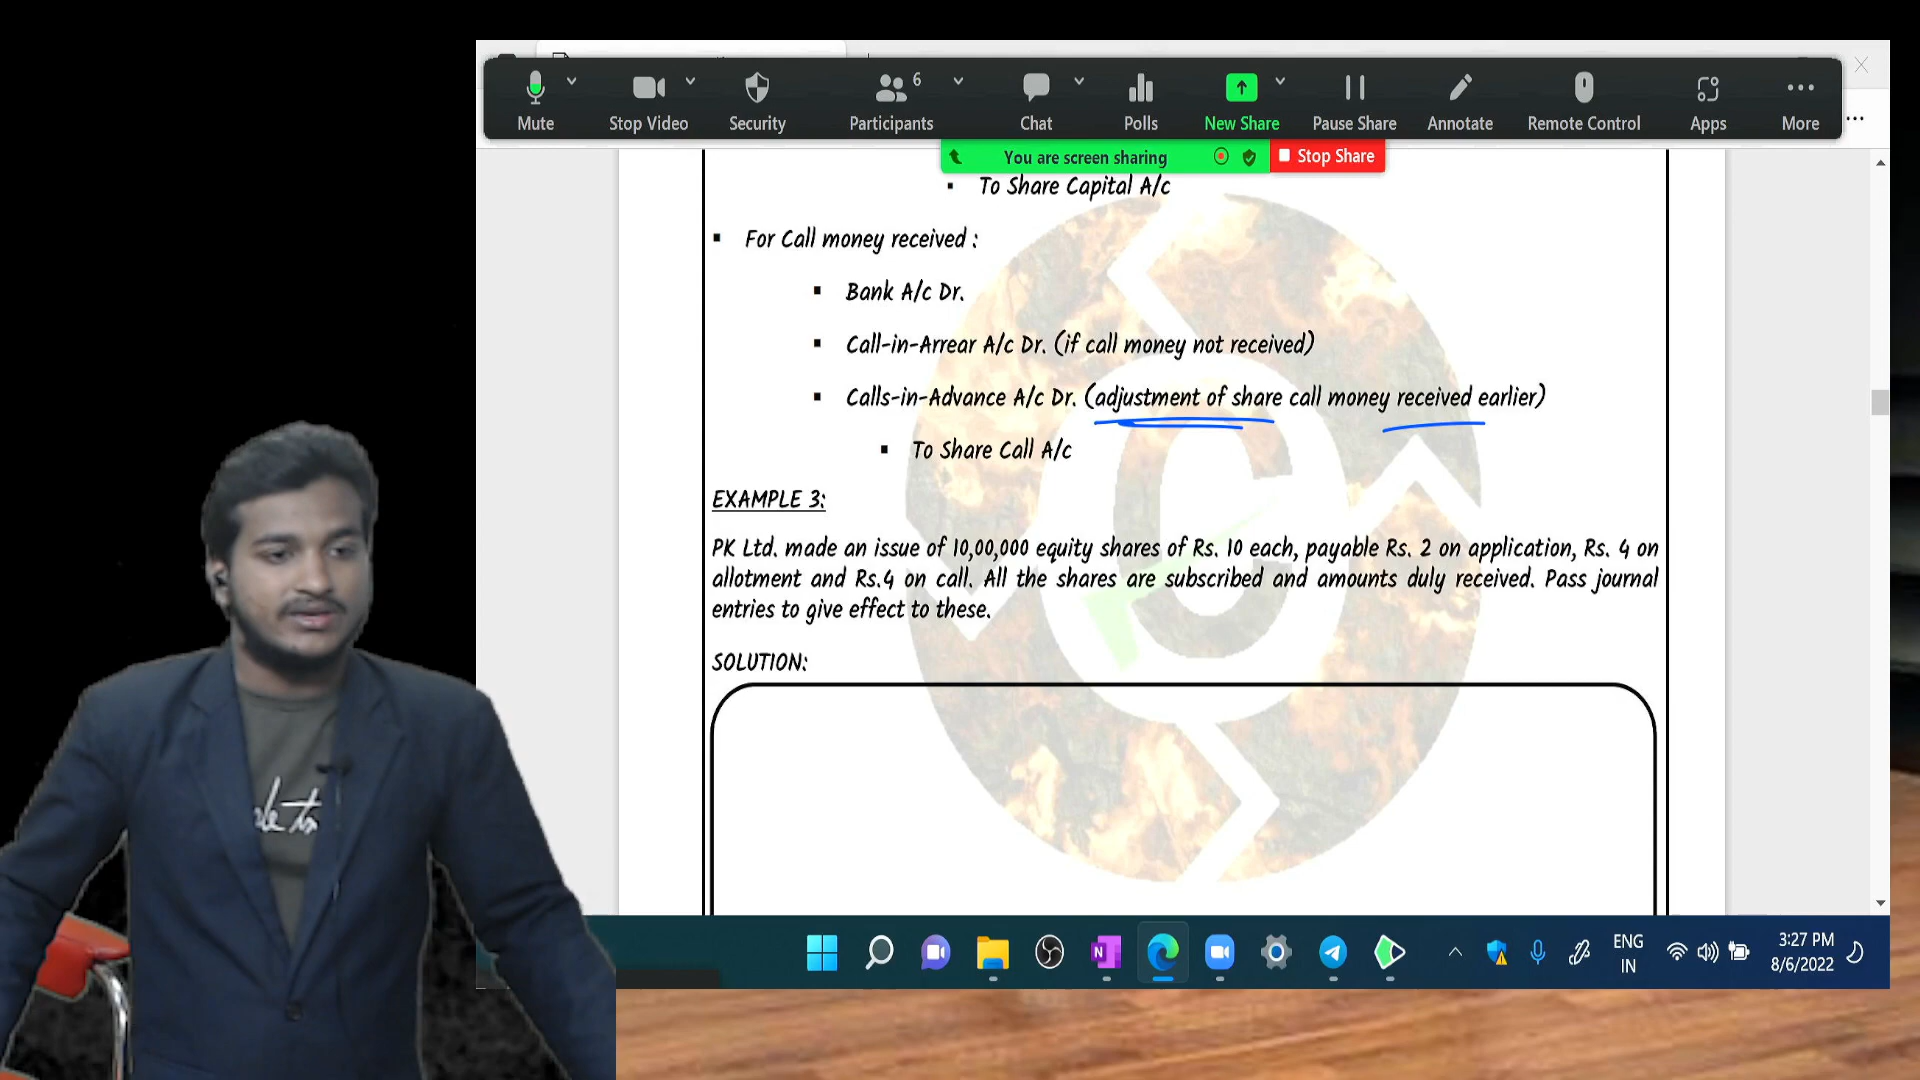 6
Mute
Stop Video
Security
Participants
Chat
Polls
New Share
Pause Share
Annotate
Remote Control
Apps
More
You are screen sharing
Stop Share
▪ To Share Capital A/c
▪ For Call money received :
▪ Bank A/c Dr.
▪ Call-in-Arrear A/c Dr. (if call money not received)
▪ Calls-in-Advance A/c Dr. (adjustment of share call money received earlier)
▪ To Share Call A/c
EXAMPLE 3:
PK Ltd. made an issue of 10,00,000 equity shares of Rs. 10 each, payable Rs. 2 on application, Rs. 4 on
allotment and Rs.4 on call. All the shares are subscribed and amounts duly received. Pass journal
entries to give effect to these.
SOLUTION:
ENG
IN
3:27 PM
8/6/2022